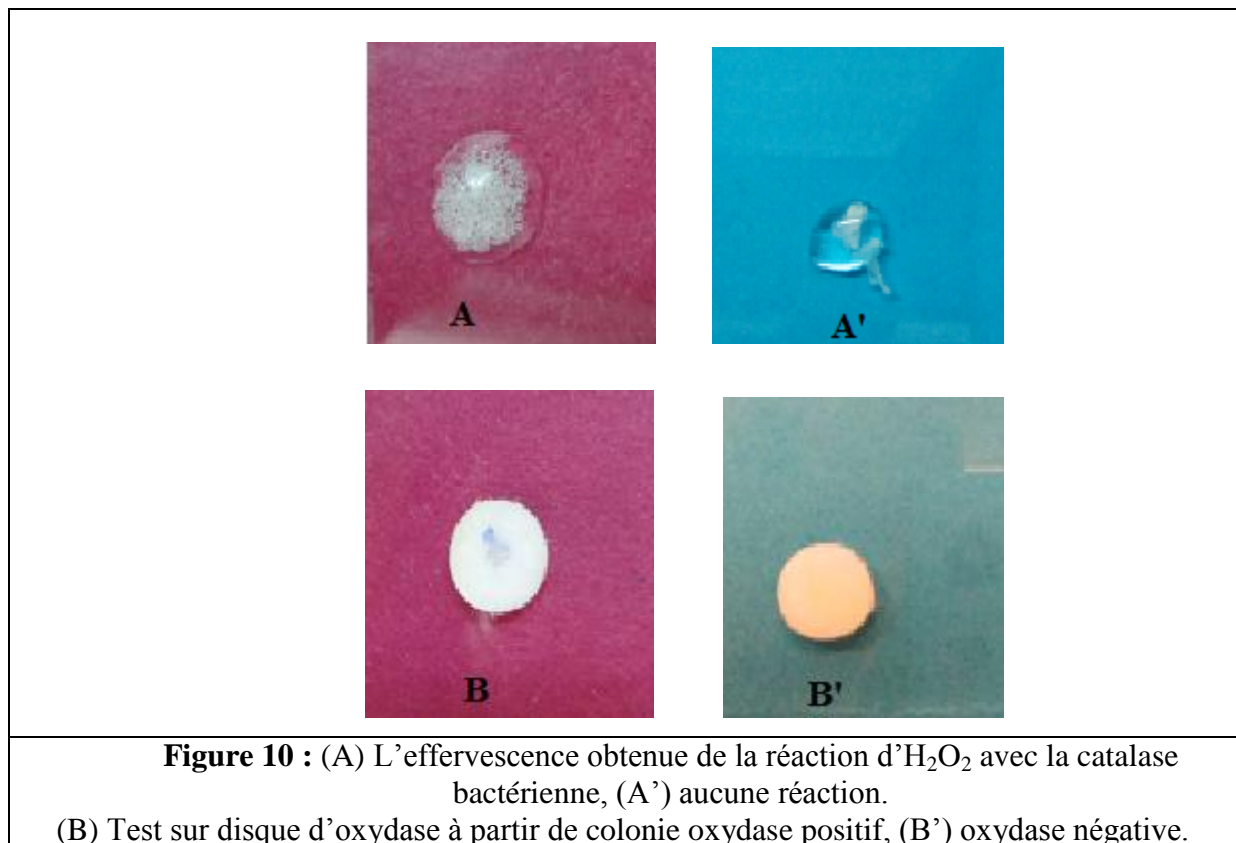 A
A'
B
B'
Figure 10 : (A) L’effervescence obtenue de la réaction d’H₂O₂ avec la catalase
bactérienne, (A’) aucune réaction.
(B) Test sur disque d’oxydase à partir de colonie oxydase positif, (B’) oxydase négative.